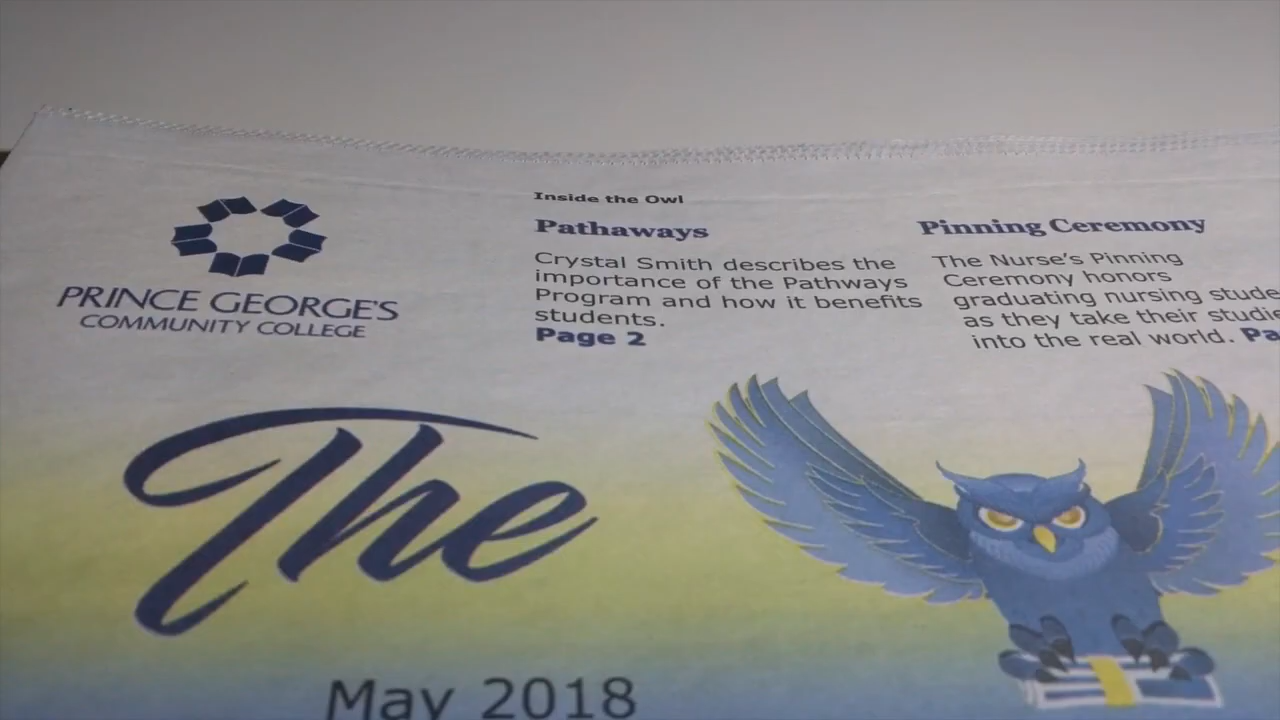 PRINCE GEORGE'S
COMMUNITY COLLEGE
Inside the Owl
Pathaways
Crystal Smith describes the
importance of the Pathways
Program and how it benefits
students.
Page 2
Pinning Ceremony
The Nurse's Pinning
Ceremony honors
graduating nursing
as they take their
into the real world.
The
May 2018